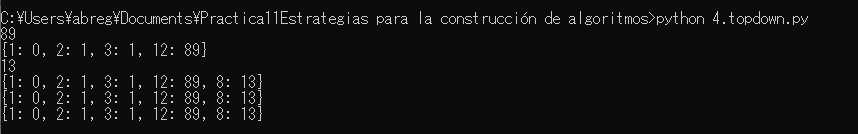 C:¥Users¥abreg¥Documents¥Practica11Estrategias para la construcción de algoritmos>python 4.topdown.py
89
{1: 0, 2: 1, 3: 1, 12: 89}
13
{1: 0, 2: 1, 3: 1, 12: 89, 8: 13}
{1: 0, 2: 1, 3: 1, 12: 89, 8: 13}
{1: 0, 2: 1, 3: 1, 12: 89, 8: 13}